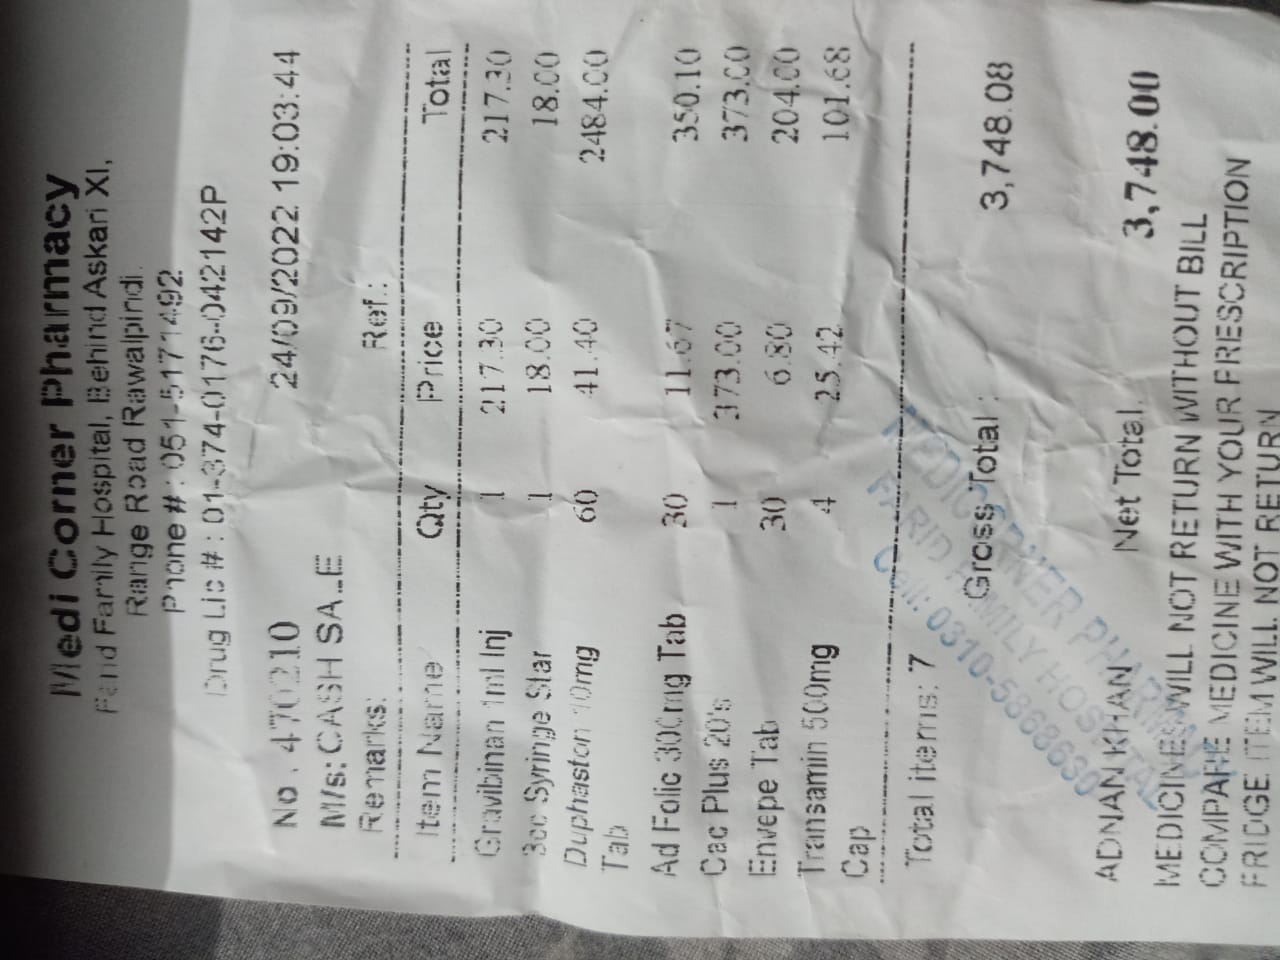 Medi Corner Pharmacy
Farid Family Hospital, Behind Askari XI,
Range Road Rawalpindi.
Phone # : 051-5171492
Drug Lic # : 01-374-0176-042142P
No. 470210 24/09/2022 19:03:44
M/s: CASH SALE
Remarks: Ref.:
Item Name Qty Price Total
Gravibinan 1ml Inj 1 217.30 217.30
3cc Syringe Star 1 18.00 18.00
Duphaston 10mg 60 41.40 2484.00
Tab
Ad Folic 300mg Tab 30 11.67 350.10
Cac Plus 20's 1 373.00 373.00
Envepe Tab 30 6.80 204.00
Transamin 500mg 4 25.42 101.68
Cap
Total items: 7 Gross Total : 3,748.08
ADNAN KHAN Net Total. 3,748.00
MEDICINES WILL NOT RETURN WITHOUT BILL
COMPARE MEDICINE WITH YOUR PRESCRIPTION
FRIDGE ITEM WILL NOT RETURN
MEDICORNER PHARMACY
FARID FAMILY HOSPITAL
Cell: 0310-5868630